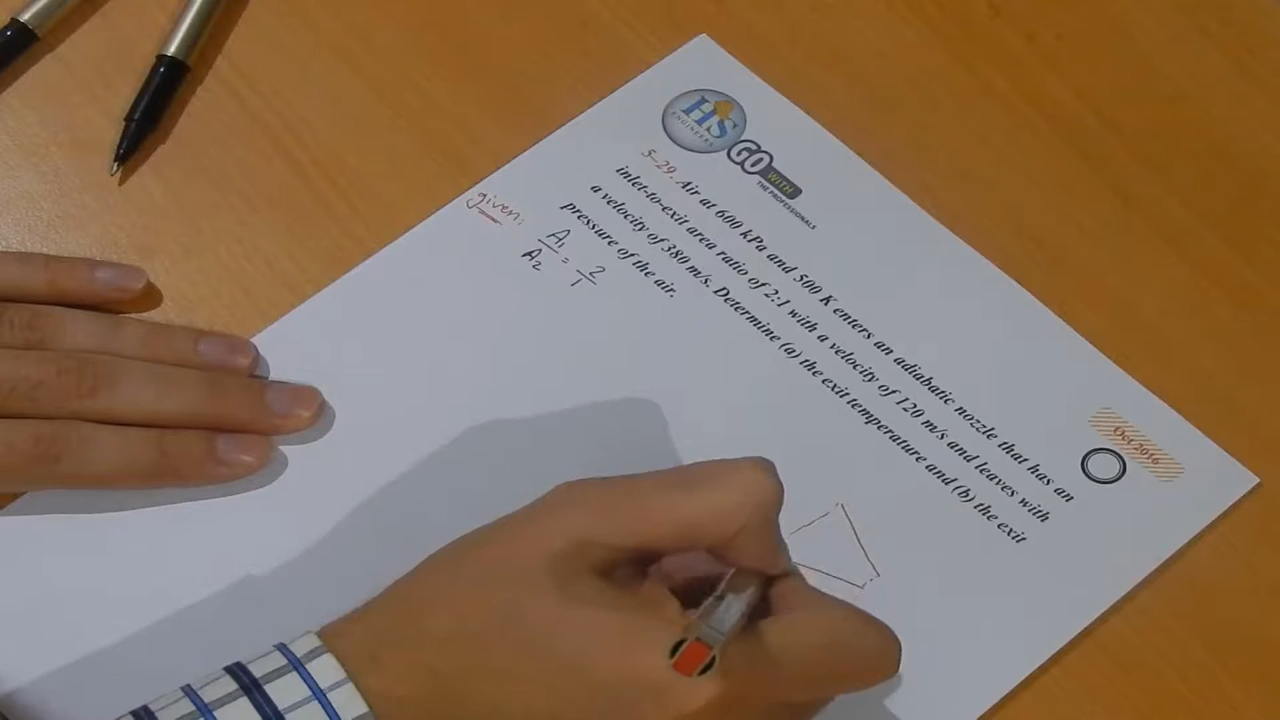 HS
ENGINEERS
GO
WITH
THE PROFESSIONALS
5-29. Air at 600 kPa and 500 K enters an adiabatic nozzle that has an
inlet-to-exit area ratio of 2:1 with a velocity of 120 m/s and leaves with
a velocity of 380 m/s. Determine (a) the exit temperature and (b) the exit
pressure of the air.
Oct 2016
given:
A1/A2 = 2/1